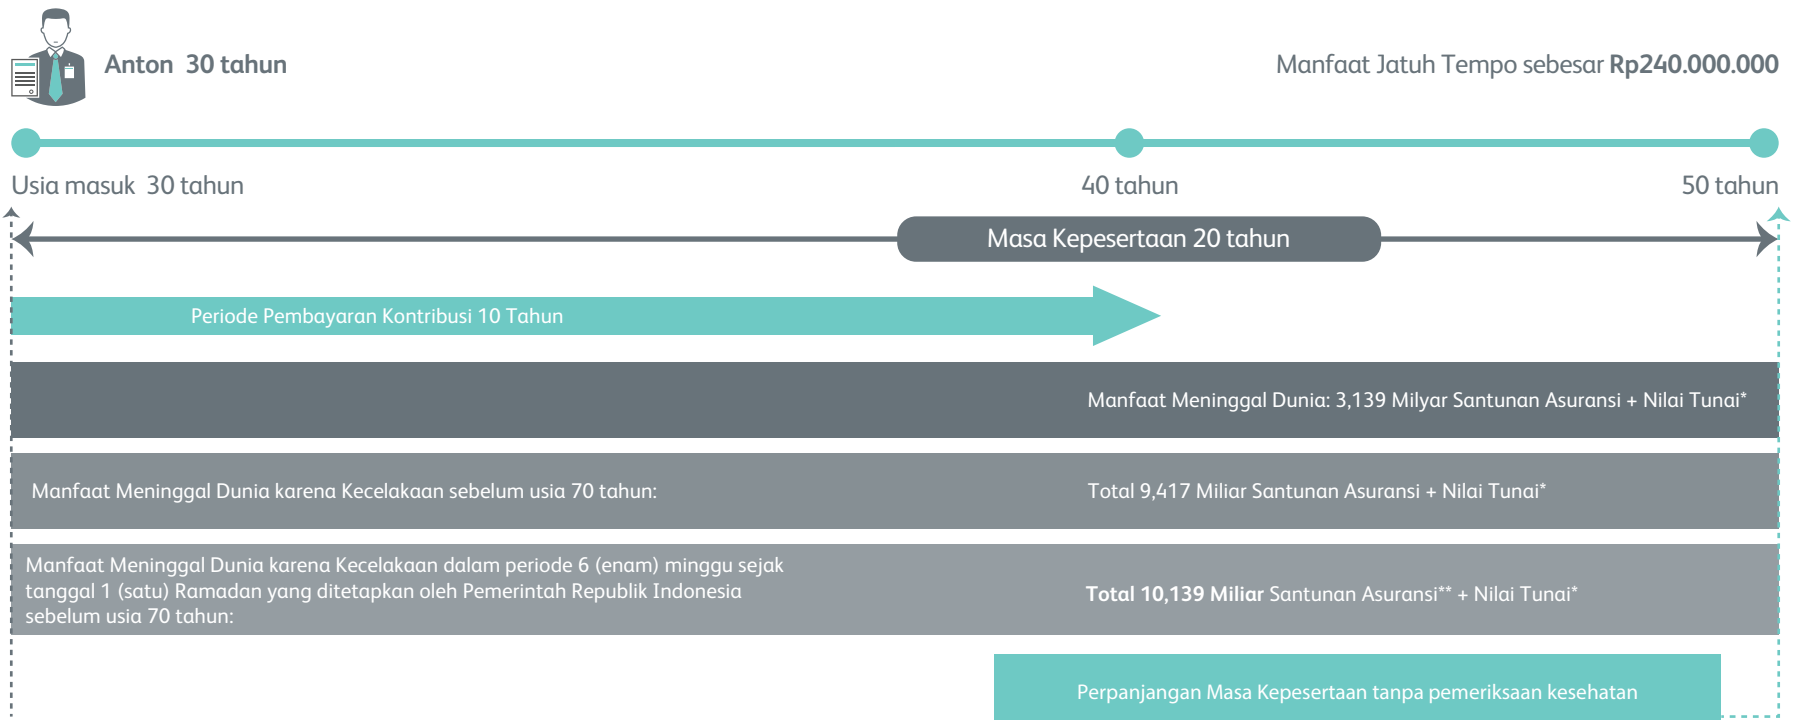 Anton 30 tahun
Manfaat Jatuh Tempo sebesar Rp240.000.000
Usia masuk 30 tahun
40 tahun
50 tahun
Masa Kepesertaan 20 tahun
Periode Pembayaran Kontribusi 10 Tahun
Manfaat Meninggal Dunia: 3,139 Milyar Santunan Asuransi + Nilai Tunai*
Manfaat Meninggal Dunia karena Kecelakaan sebelum usia 70 tahun:
Total 9,417 Miliar Santunan Asuransi + Nilai Tunai*
Manfaat Meninggal Dunia karena Kecelakaan dalam periode 6 (enam) minggu sejak
tanggal 1 (satu) Ramadan yang ditetapkan oleh Pemerintah Republik Indonesia
sebelum usia 70 tahun:
Total 10,139 Miliar Santunan Asuransi** + Nilai Tunai*
Perpanjangan Masa Kepesertaan tanpa pemeriksaan kesehatan